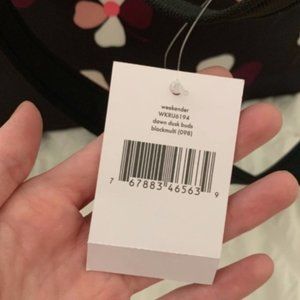 weekender
WKRU6194
dawn dusk buds
blackmulti (098)
7 67883 46563 9